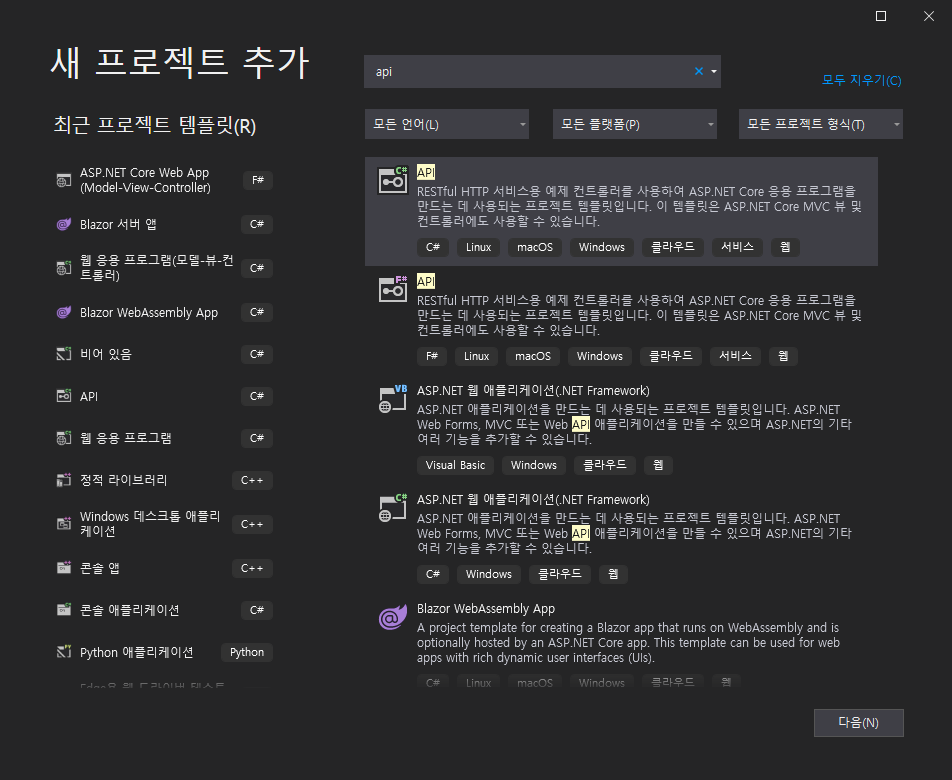 새 프로젝트 추가
최근 프로젝트 템플릿(R)
ASP.NET Core Web App
(Model-View-Controller)
F#
Blazor 서버 앱
C#
웹 응용 프로그램(모델-뷰-컨
트롤러)
C#
Blazor WebAssembly App
C#
비어 있음
C#
API
C#
웹 응용 프로그램
C#
정적 라이브러리
C++
Windows 데스크톱 애플리
케이션
C++
콘솔 앱
C++
콘솔 애플리케이션
C#
Python 애플리케이션
Python
Edge용 웹 드라이버 테스트
api
모두 지우기(C)
모든 언어(L)
모든 플랫폼(P)
모든 프로젝트 형식(T)
C#
API
RESTful HTTP 서비스용 예제 컨트롤러를 사용하여 ASP.NET Core 응용 프로그램을
만드는 데 사용되는 프로젝트 템플릿입니다. 이 템플릿은 ASP.NET Core MVC 뷰 및
컨트롤러에도 사용할 수 있습니다.
C# Linux macOS Windows 클라우드 서비스 웹
F#
API
RESTful HTTP 서비스용 예제 컨트롤러를 사용하여 ASP.NET Core 응용 프로그램을
만드는 데 사용되는 프로젝트 템플릿입니다. 이 템플릿은 ASP.NET Core MVC 뷰 및
컨트롤러에도 사용할 수 있습니다.
F# Linux macOS Windows 클라우드 서비스 웹
VB
ASP.NET 웹 애플리케이션(.NET Framework)
ASP.NET 애플리케이션을 만드는 데 사용되는 프로젝트 템플릿입니다. ASP.NET
Web Forms, MVC 또는 Web API 애플리케이션을 만들 수 있으며 ASP.NET의 기타
여러 기능을 추가할 수 있습니다.
Visual Basic Windows 클라우드 웹
C#
ASP.NET 웹 애플리케이션(.NET Framework)
ASP.NET 애플리케이션을 만드는 데 사용되는 프로젝트 템플릿입니다. ASP.NET
Web Forms, MVC 또는 Web API 애플리케이션을 만들 수 있으며 ASP.NET의 기타
여러 기능을 추가할 수 있습니다.
C# Windows 클라우드 웹
Blazor WebAssembly App
A project template for creating a Blazor app that runs on WebAssembly and is
optionally hosted by an ASP.NET Core app. This template can be used for web
apps with rich dynamic user interfaces (UIs).
C# Linux macOS Windows 클라우드 웹
다음(N)